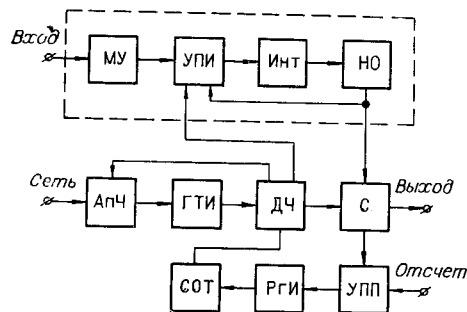 Вход
МУ
УПИ
Инт
НО
Сеть
АпЧ
ГТИ
ДЧ
С
Выход
СОТ
РгИ
УПП
Отсчет